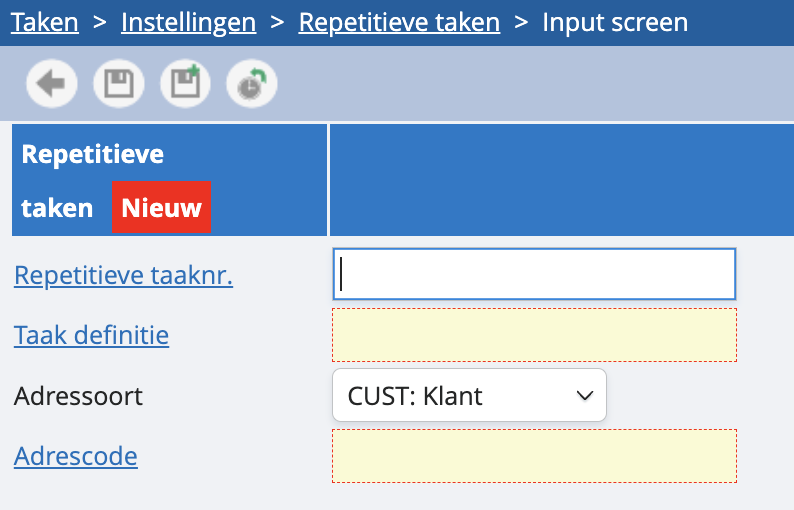 Taken > Instellingen > Repetitieve taken > Input screen
Repetitieve
taken Nieuw
Repetitieve taaknr.
Taak definitie
Adressoort CUST: Klant
Adrescode